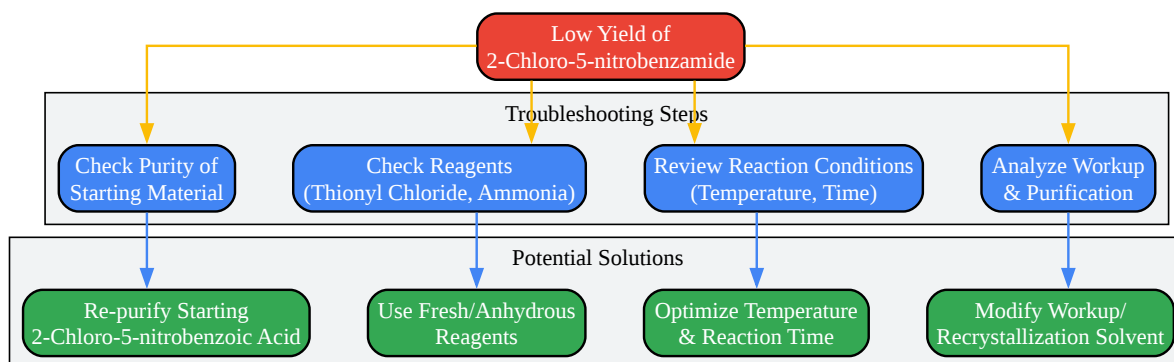 Low Yield of
2-Chloro-5-nitrobenzamide
Troubleshooting Steps
Check Purity of
Starting Material
Check Reagents
(Thionyl Chloride, Ammonia)
Review Reaction Conditions
(Temperature, Time)
Analyze Workup
& Purification
Potential Solutions
Re-purify Starting
2-Chloro-5-nitrobenzoic Acid
Use Fresh/Anhydrous
Reagents
Optimize Temperature
& Reaction Time
Modify Workup/
Recrystallization Solvent